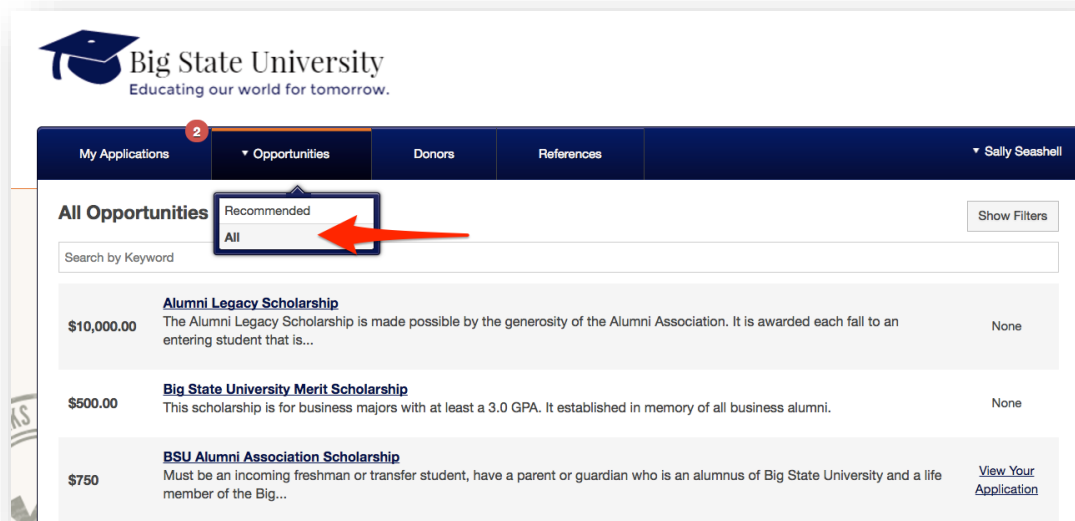 Big State University
Educating our world for tomorrow.
2
My Applications
Opportunities
Donors
References
Sally Seashell
All Opportunities
Recommended
All
Show Filters
Search by Keyword
$10,000.00
Alumni Legacy Scholarship
The Alumni Legacy Scholarship is made possible by the generosity of the Alumni Association. It is awarded each fall to an
entering student that is...
None
$500.00
Big State University Merit Scholarship
This scholarship is for business majors with at least a 3.0 GPA. It established in memory of all business alumni.
None
$750
BSU Alumni Association Scholarship
Must be an incoming freshman or transfer student, have a parent or guardian who is an alumnus of Big State University and a life
member of the Big...
View Your
Application